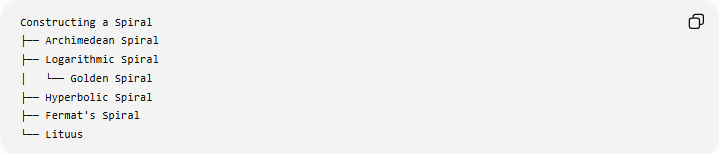 Constructing a Spiral
├── Archimedean Spiral
├── Logarithmic Spiral
│   └── Golden Spiral
├── Hyperbolic Spiral
├── Fermat's Spiral
└── Lituus